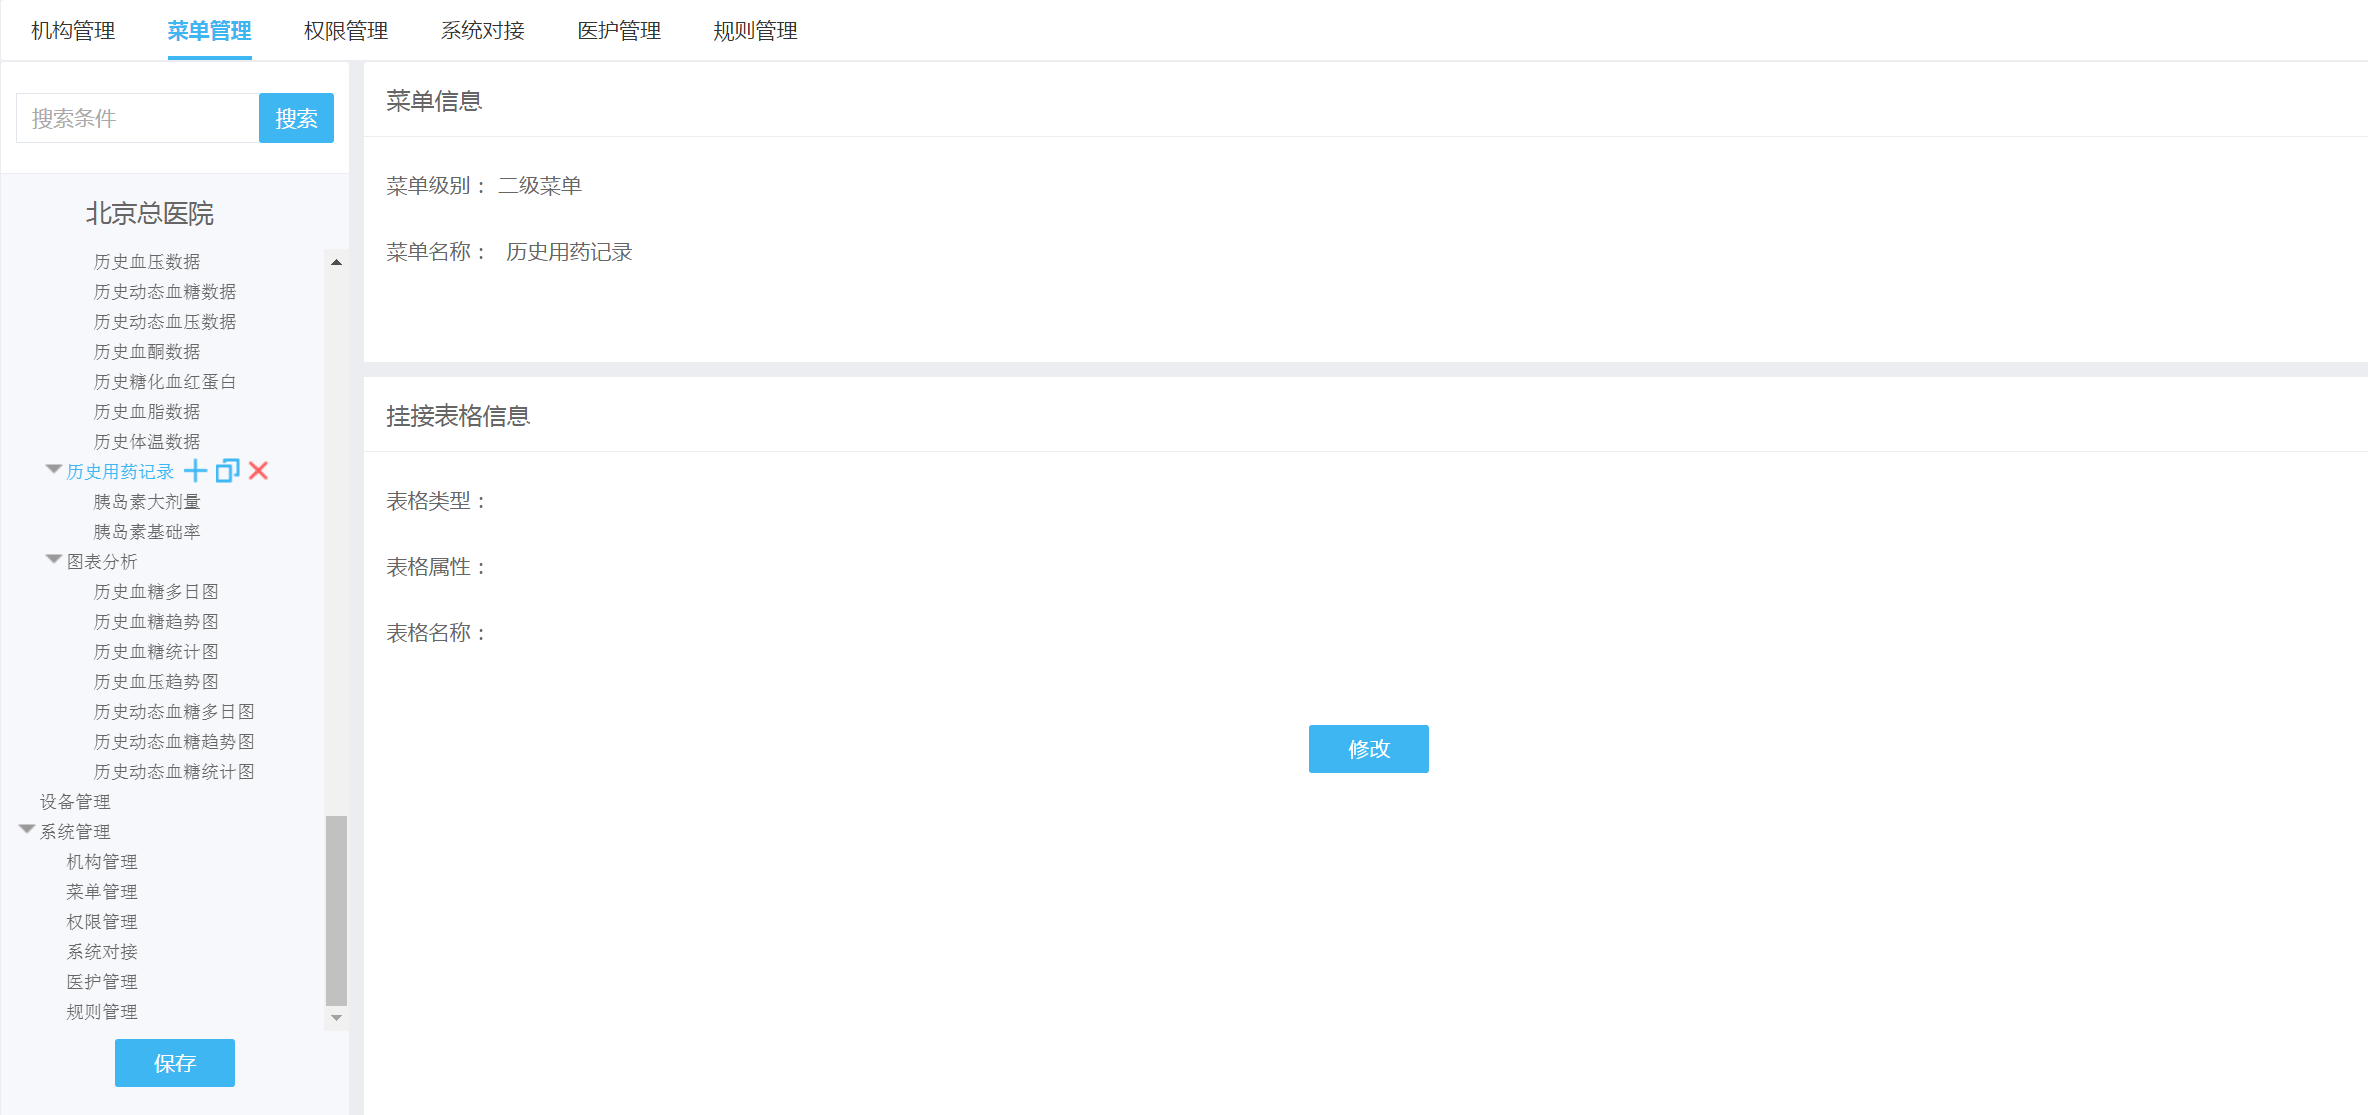 机构管理 菜单管理 权限管理 系统对接 医护管理 规则管理
搜索条件 搜索
北京总医院
历史血压数据
历史动态血糖数据
历史动态血压数据
历史血酮数据
历史糖化血红蛋白
历史血脂数据
历史体温数据
历史用药记录
胰岛素大剂量
胰岛素基础率
图表分析
历史血糖多日图
历史血糖趋势图
历史血糖统计图
历史血压趋势图
历史动态血糖多日图
历史动态血糖趋势图
历史动态血糖统计图
设备管理
系统管理
机构管理
菜单管理
权限管理
系统对接
医护管理
规则管理
保存
菜单信息
菜单级别： 二级菜单
菜单名称： 历史用药记录
挂接表格信息
表格类型：
表格属性：
表格名称：
修改